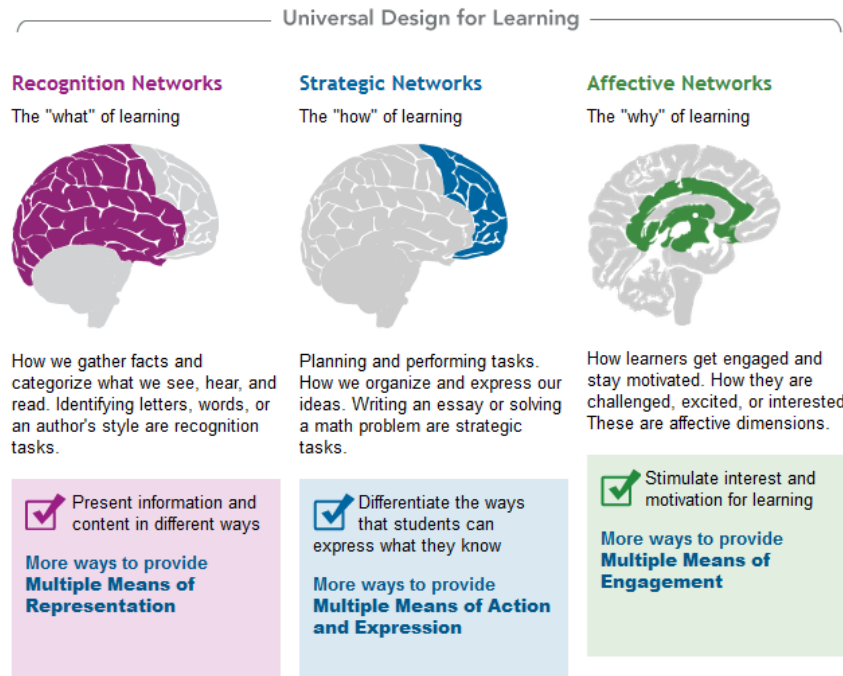 Universal Design for Learning
Recognition Networks
The "what" of learning
How we gather facts and
categorize what we see, hear, and
read. Identifying letters, words, or
an author's style are recognition
tasks.
Present information and
content in different ways
More ways to provide
Multiple Means of
Representation
Strategic Networks
The "how" of learning
Planning and performing tasks.
How we organize and express our
ideas. Writing an essay or solving
a math problem are strategic
tasks.
Differentiate the ways
that students can
express what they know
More ways to provide
Multiple Means of Action
and Expression
Affective Networks
The "why" of learning
How learners get engaged and
stay motivated. How they are
challenged, excited, or interested
These are affective dimensions.
Stimulate interest and
motivation for learning
More ways to provide
Multiple Means of
Engagement